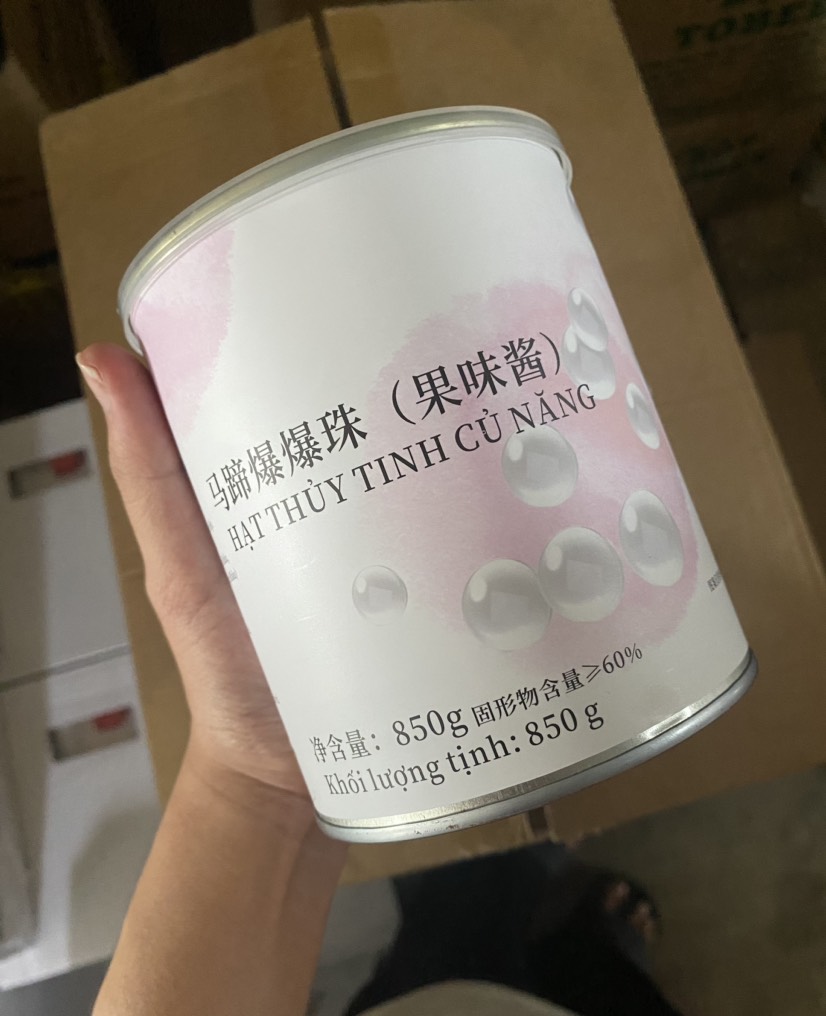 马蹄爆爆珠（果味酱）
HẠT THỦY TINH CỦ NĂNG
净含量：850g 固形物含量≥60%
Khối lượng tịnh: 850 g